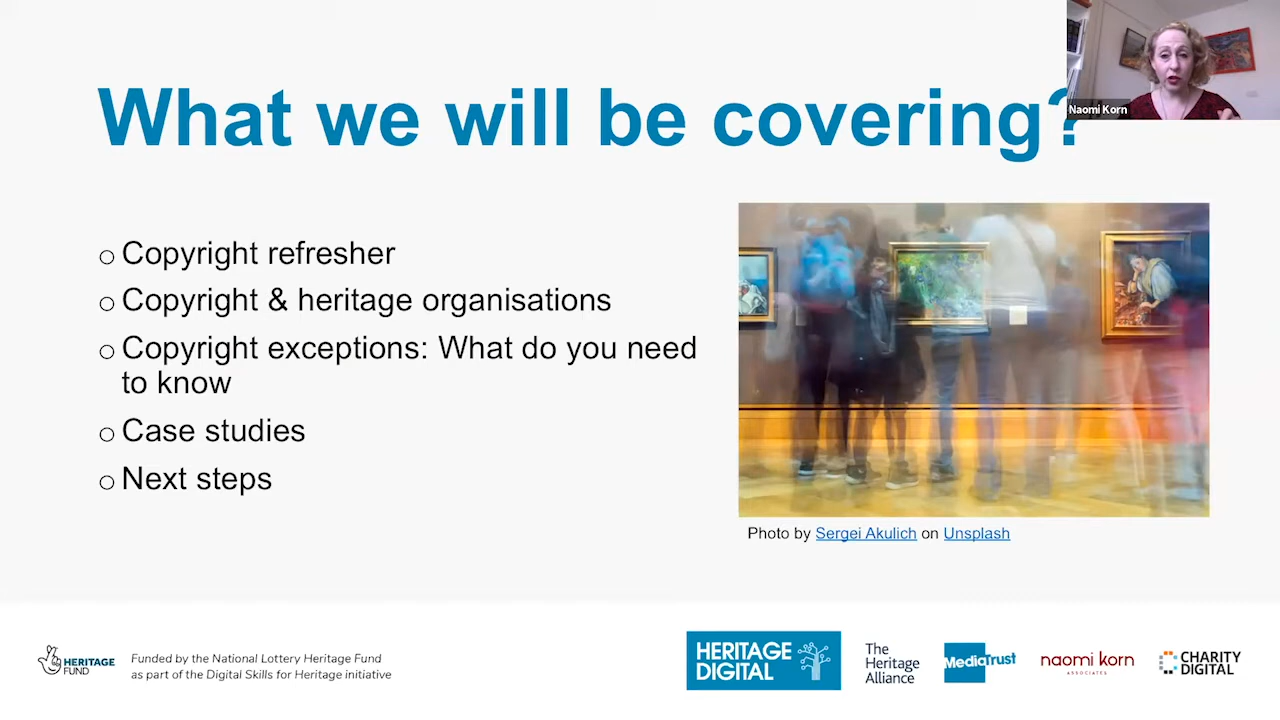 What we will be covering?
Naomi Korn
Copyright refresher
Copyright & heritage organisations
Copyright exceptions: What do you need
to know
Case studies
Next steps
Photo by Sergei Akulich on Unsplash
HERITAGE
FUND
Funded by the National Lottery Heritage Fund
as part of the Digital Skills for Heritage initiative
HERITAGE
DIGITAL
The
Heritage
Alliance
MediaTrust
naomi korn
ASSOCIATES
CHARITY
DIGITAL